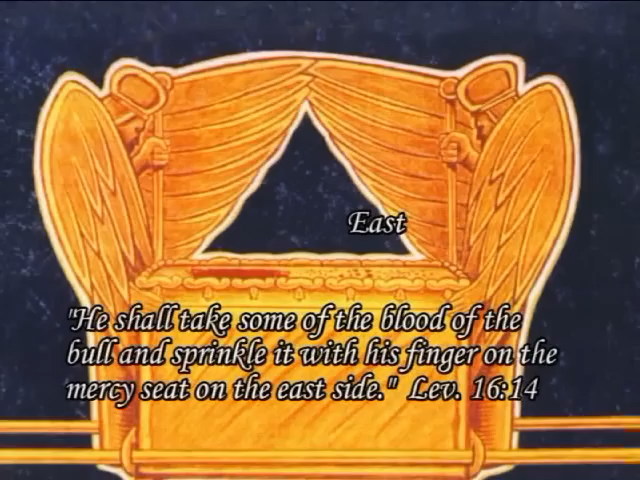 East
"He shall take some of the blood of the
bull and sprinkle it with his finger on the
mercy seat on the east side." Lev. 16:14